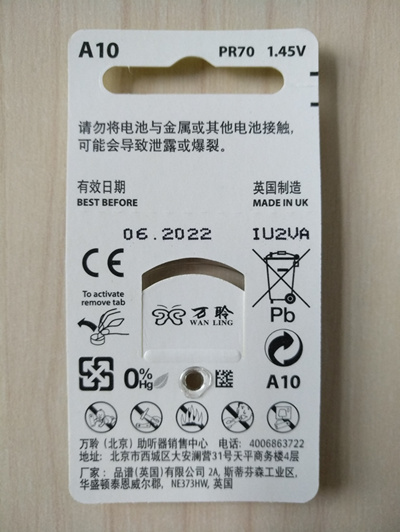 A10 PR70 1.45V
请勿将电池与金属或其他电池接触,
可能会导致泄露或爆裂。
有效日期 英国制造
BEST BEFORE MADE IN UK
06.2022 IU2VA
CE
To activate
remove tab
万聆
WAN LING
Pb
0%
Hg
A10
万聆（北京）助听器销售中心 电话: 4006863722
地址: 北京市西城区大安澜营31号天平商务楼4层
厂家: 品谱(英国)有限公司 2A, 斯蒂芬森工业区,
华盛顿泰恩威尔郡, NE373HW, 英国